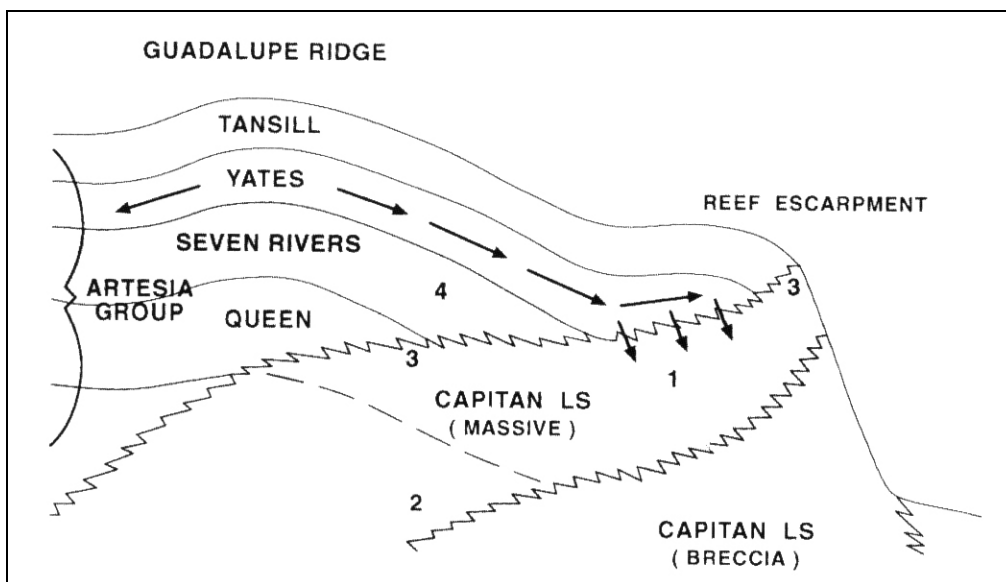 GUADALUPE RIDGE
TANSILL
YATES
REEF ESCARPMENT
SEVEN RIVERS
ARTESIA
GROUP
4
3
QUEEN
3
1
CAPITAN LS
( MASSIVE )
2
CAPITAN LS
( BRECCIA )